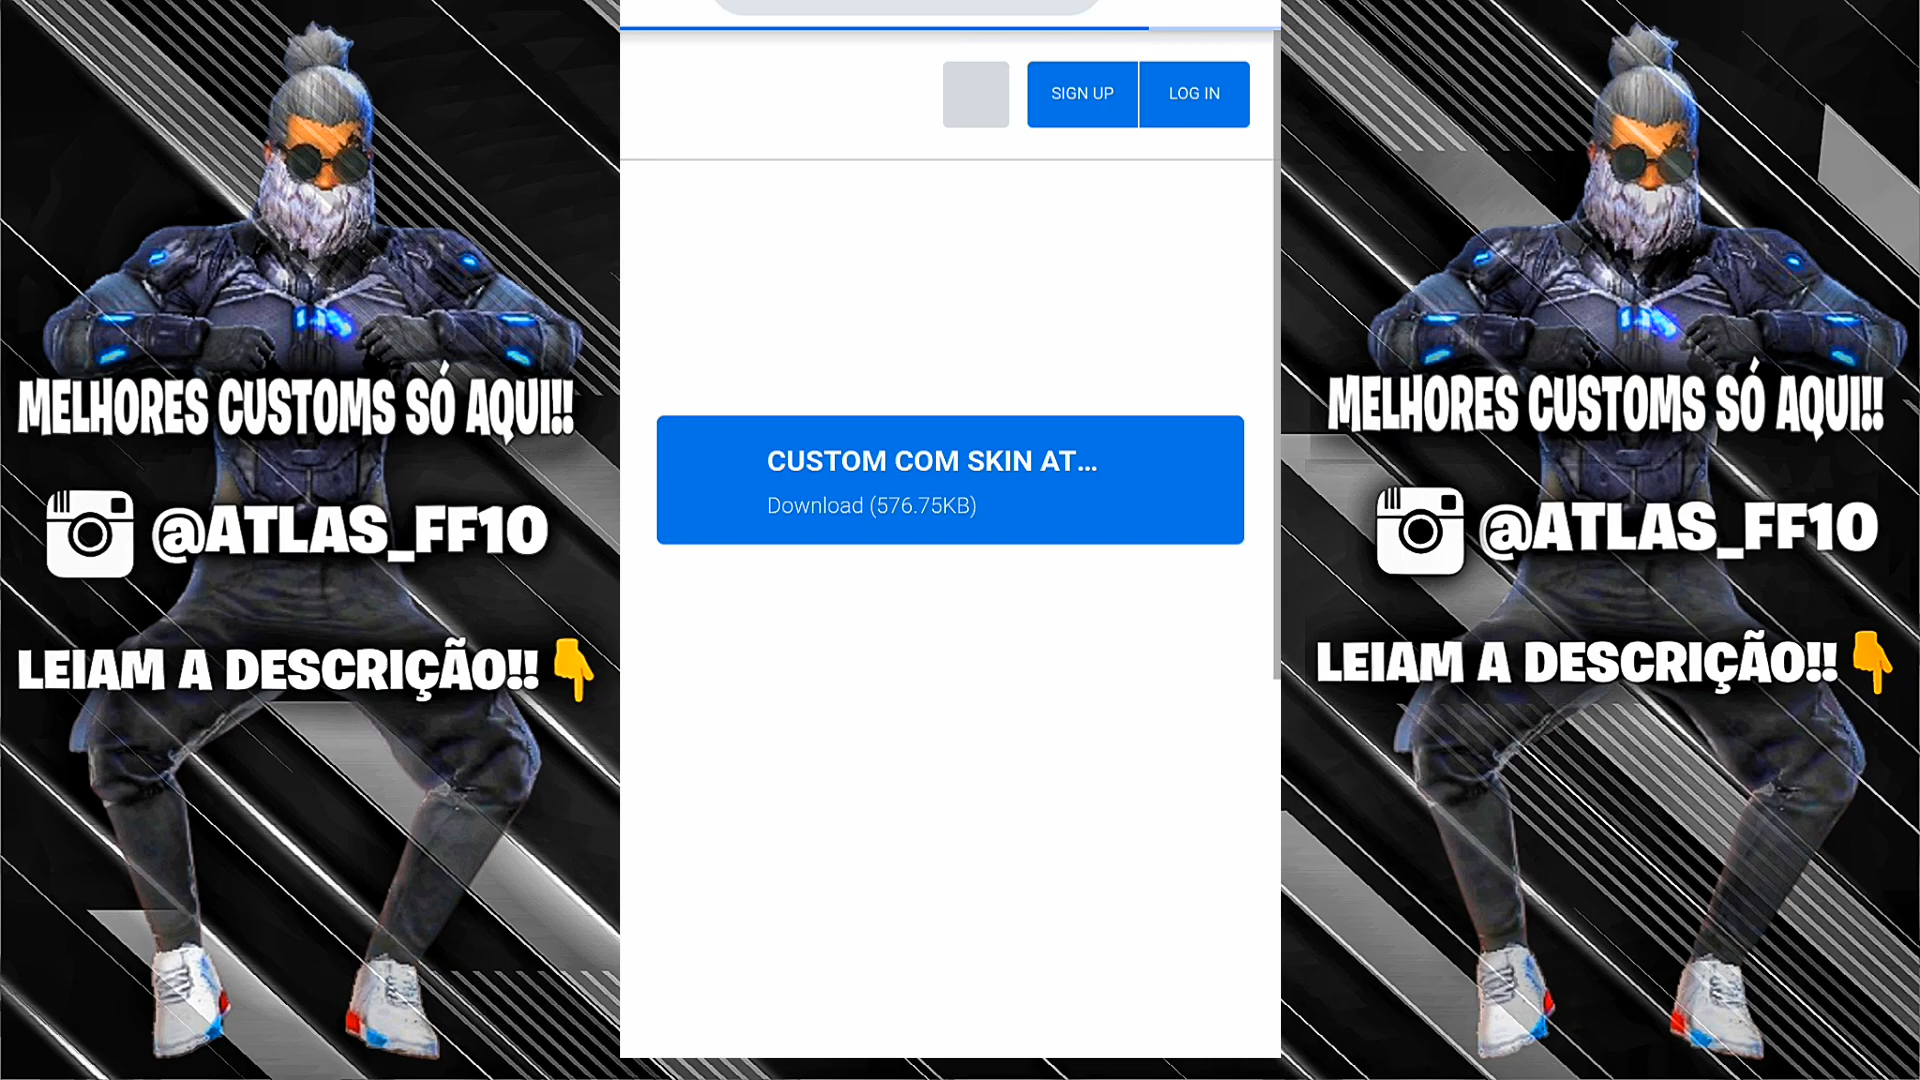 MELHORES CUSTOMS SÓ AQUI!!
@ATLAS_FF10
LEIAM A DESCRIÇÃO!!👇
SIGN UP
LOG IN
CUSTOM COM SKIN AT...
Download (576.75KB)
MELHORES CUSTOMS SÓ AQUI!!
@ATLAS_FF10
LEIAM A DESCRIÇÃO!!👇